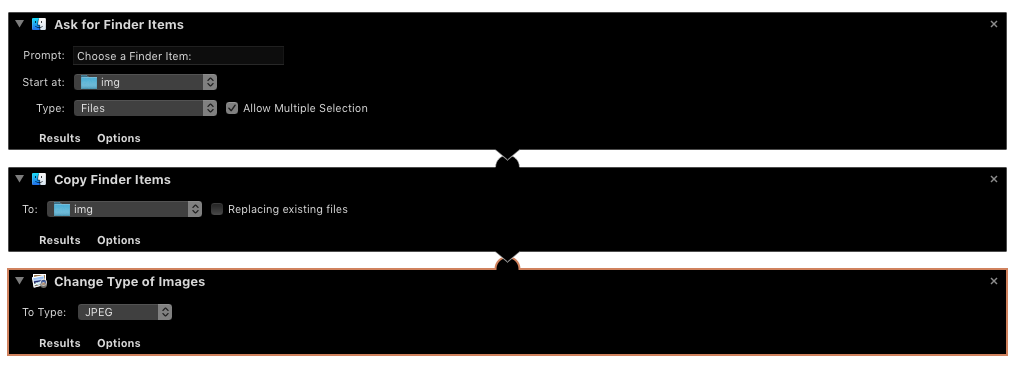 Ask for Finder Items
Prompt: Choose a Finder Item:
Start at: img
Type: Files Allow Multiple Selection
Results Options
Copy Finder Items
To: img Replacing existing files
Results Options
Change Type of Images
To Type: JPEG
Results Options